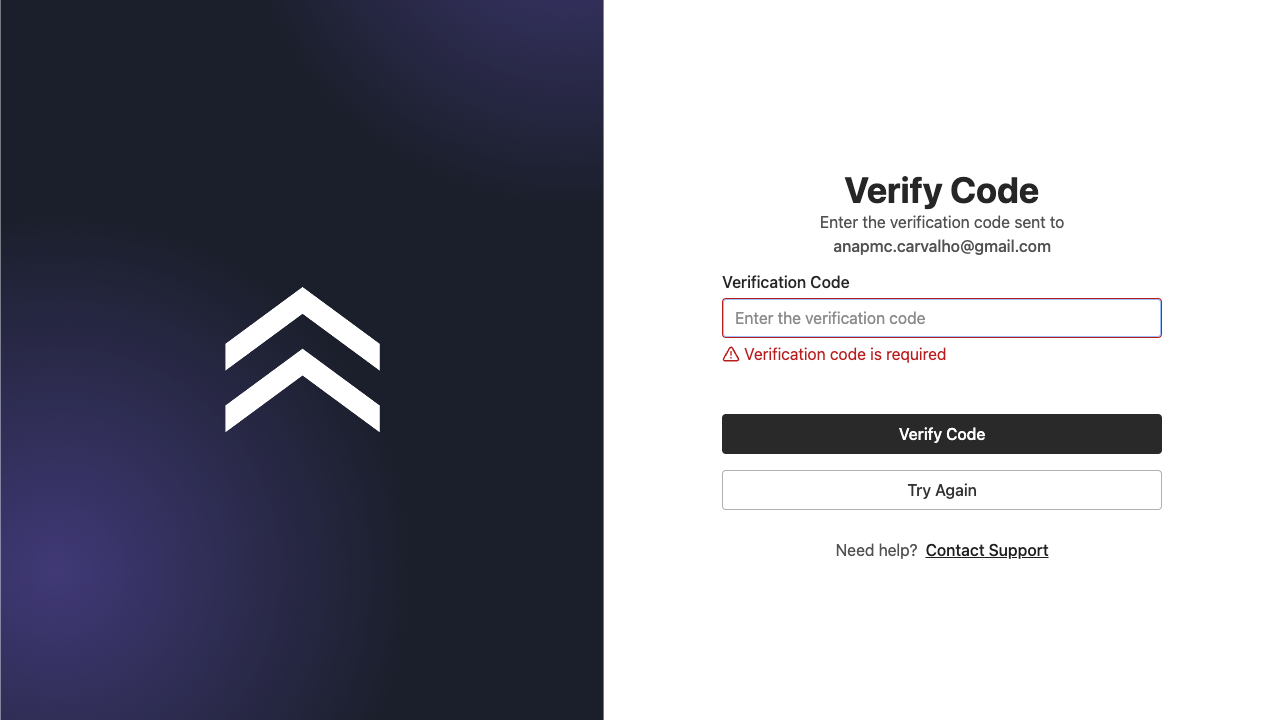 Verify Code
Enter the verification code sent to
anapmc.carvalho@gmail.com
Verification Code
Enter the verification code
Verification code is required
Verify Code
Try Again
Need help? Contact Support